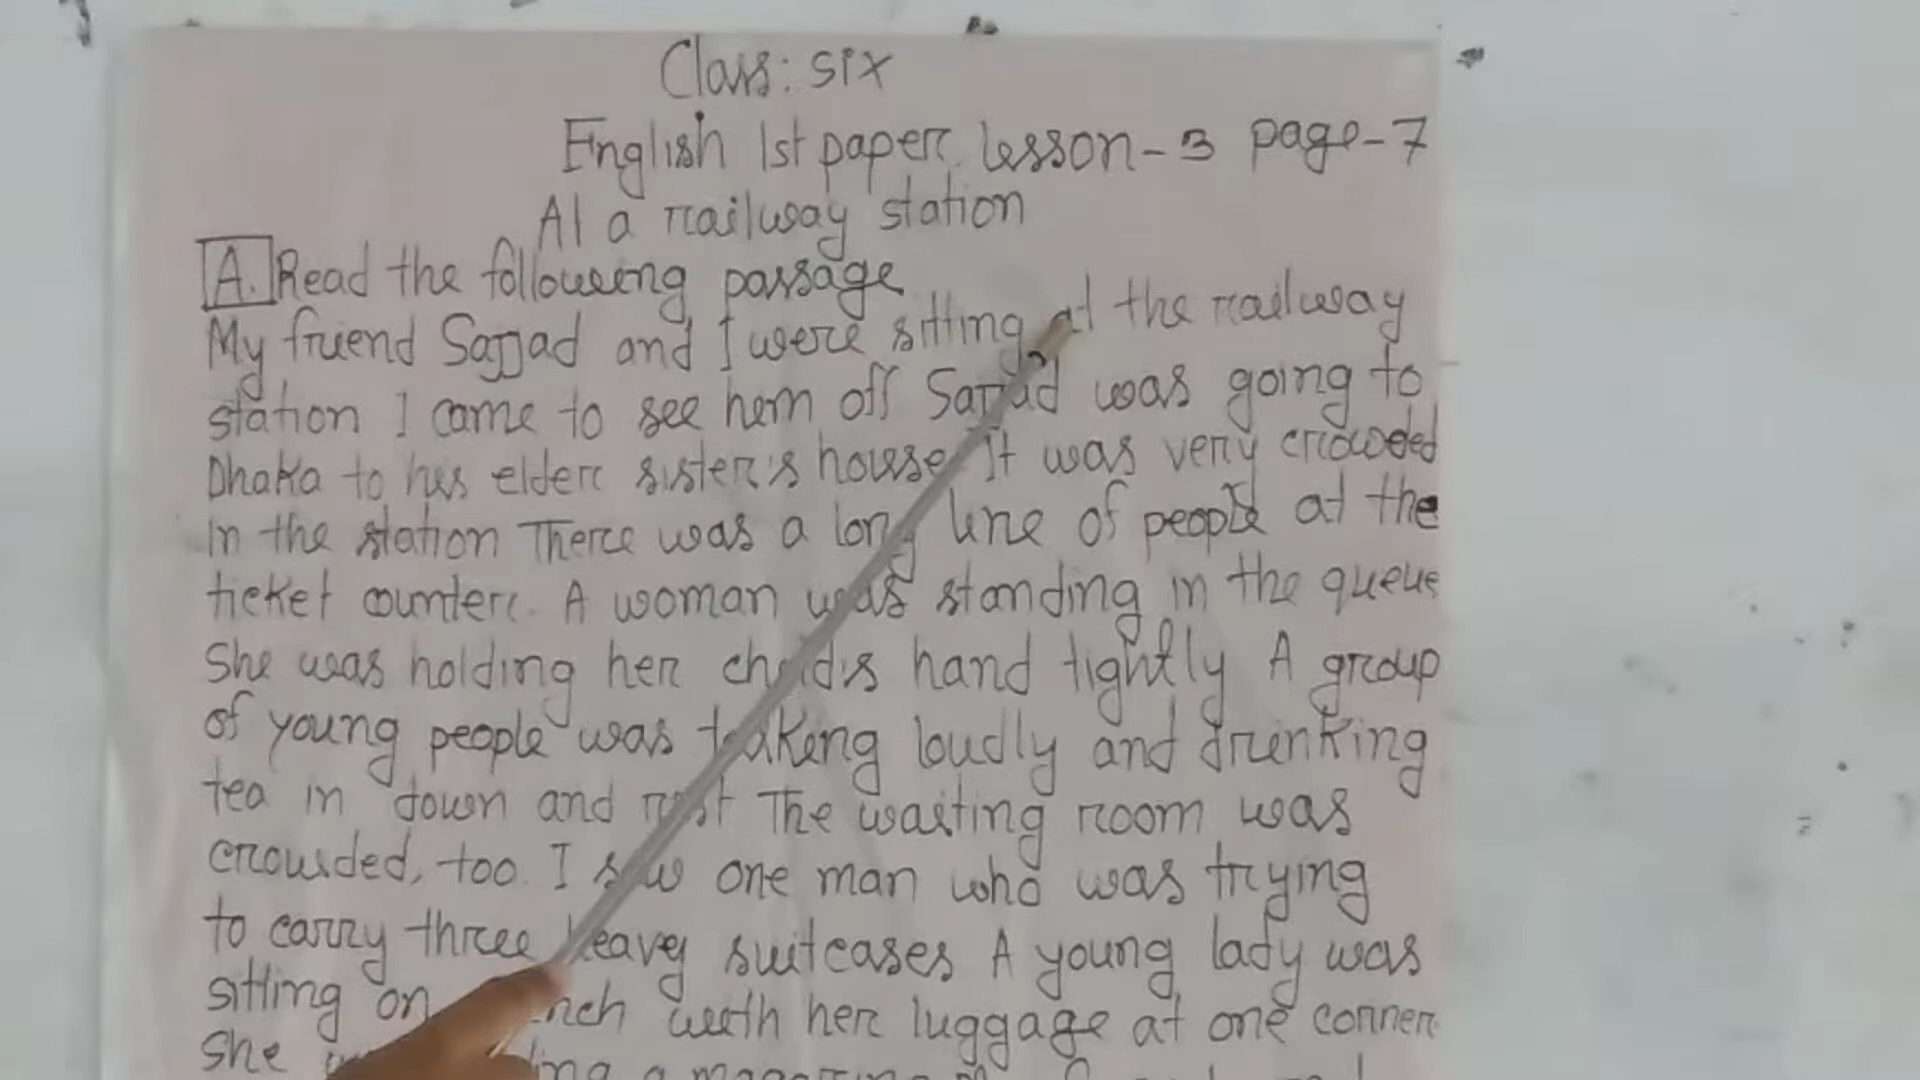 Class: six
English 1st paper lesson-3 page-7
At a railway station
A. Read the following passage
My friend Sajjad and I were sitting at the railway
station I came to see hem off Sajjad was going to
Dhaka to his elder sister's house It was very crowded
in the station There was a long line of people at the
ticket counter. A woman was standing in the queue
She was holding her child's hand tightly A group
of young people was talking loudly and drinking
tea in down and The waiting room was
crowded, too. I saw one man who was trying
to carry three heavy suitcases A young lady was
sitting on with her luggage at one corner
She a